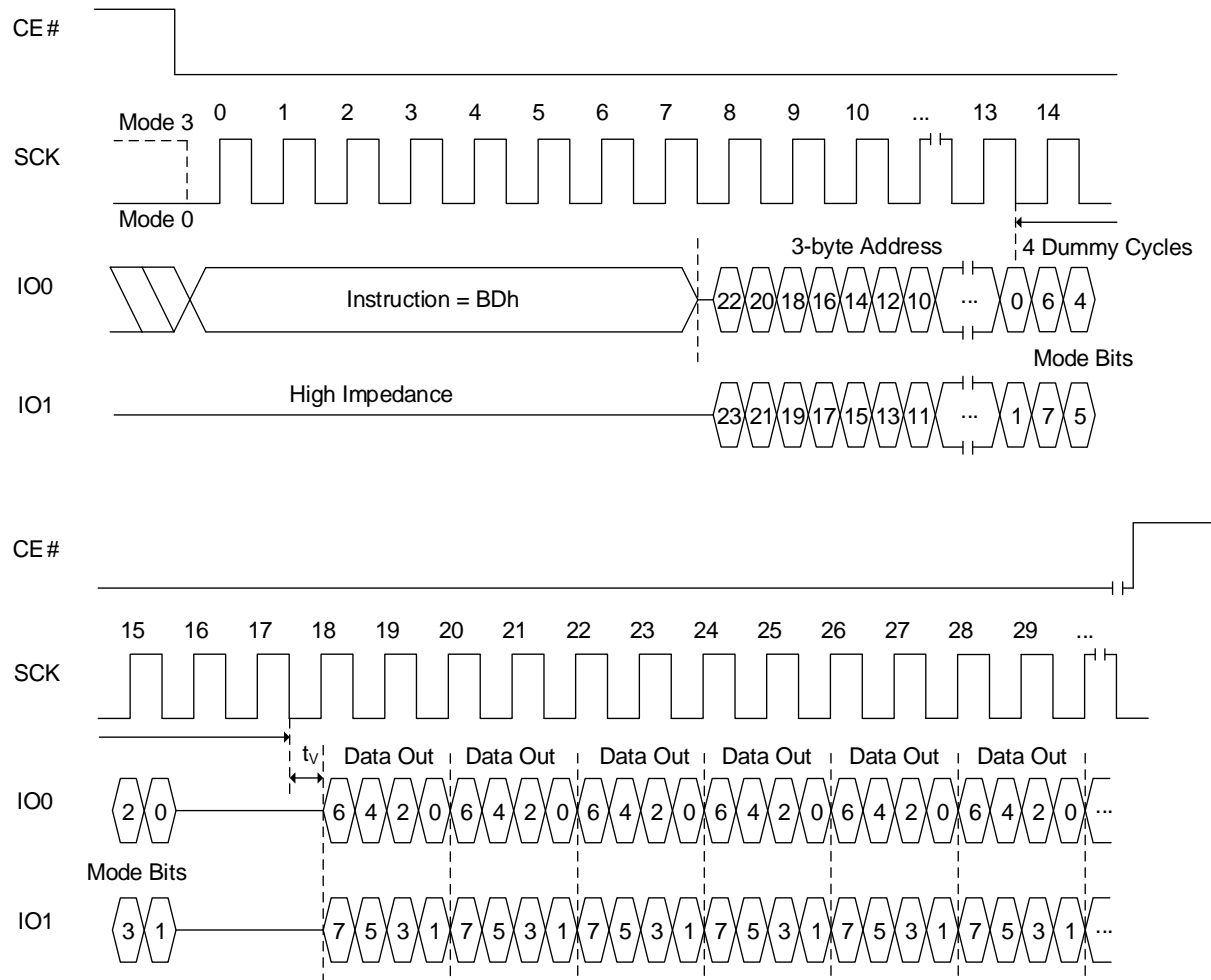 CE#
0 1 2 3 4 5 6 7 8 9 10 ... 13 14
Mode 3
SCK
Mode 0
3-byte Address 4 Dummy Cycles
IO0 Instruction = BDh 22 20 18 16 14 12 10 ... 0 6 4
Mode Bits
High Impedance
IO1 23 21 19 17 15 13 11 ... 1 7 5
CE#
15 16 17 18 19 20 21 22 23 24 25 26 27 28 29 ...
SCK
tV Data Out Data Out Data Out Data Out Data Out Data Out
IO0 2 0 6 4 2 0 6 4 2 0 6 4 2 0 6 4 2 0 6 4 2 0 6 4 2 0 ...
Mode Bits
IO1 3 1 7 5 3 1 7 5 3 1 7 5 3 1 7 5 3 1 7 5 3 1 7 5 3 1 ...